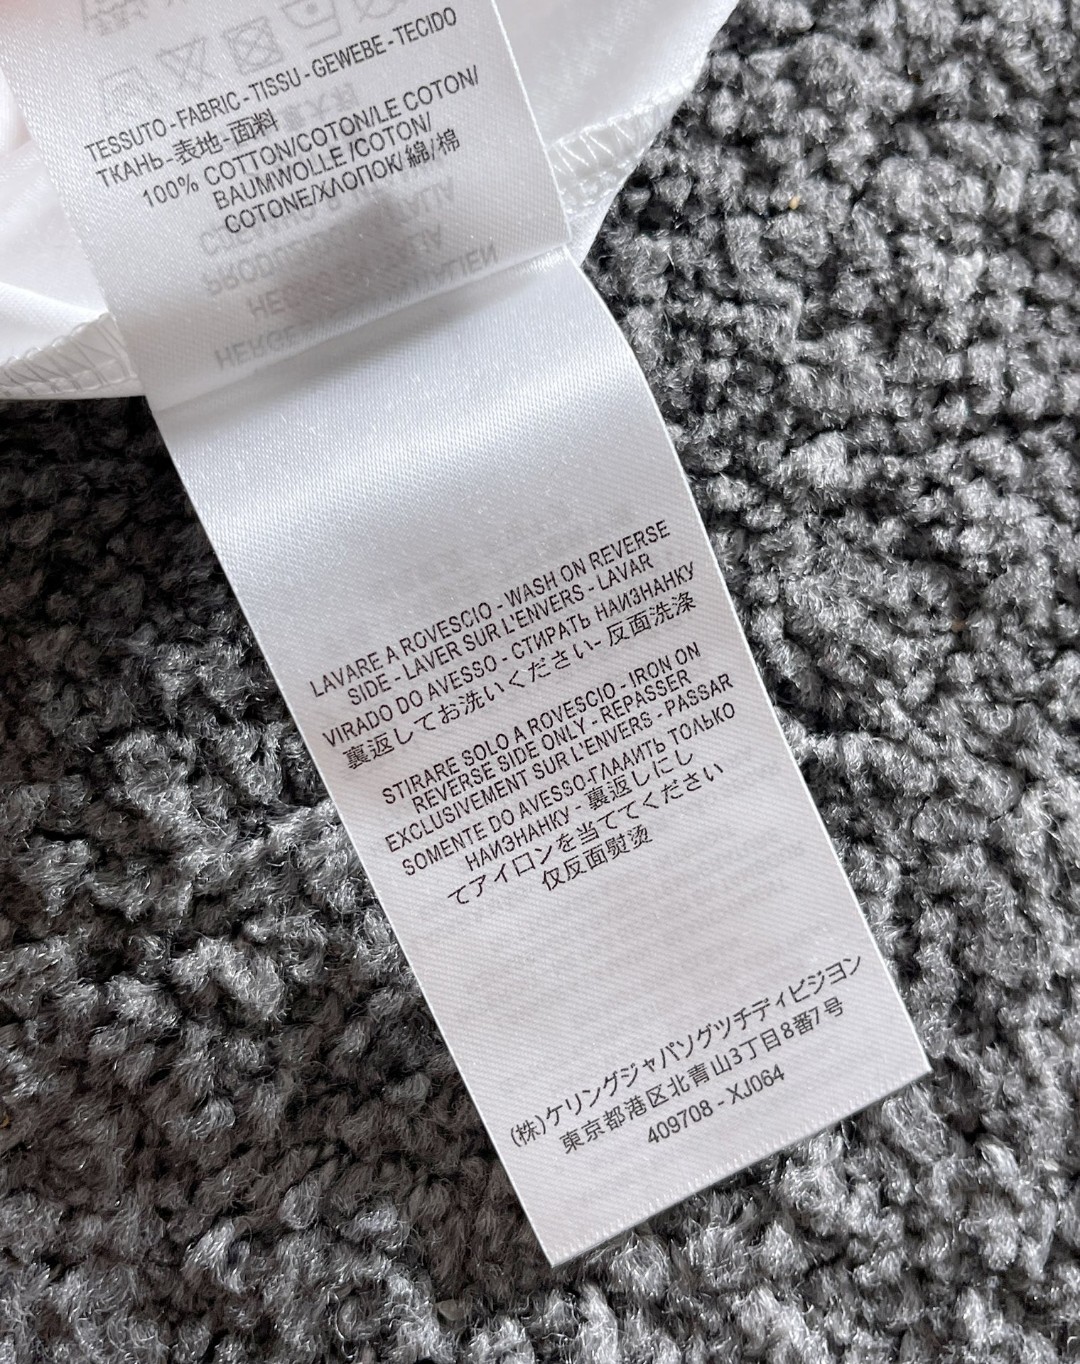 TESSUTO - FABRIC - TISSU - GEWEBE - TECIDO
ТКАНЬ - 表地 - 面料
100% COTTON/COTON/LE COTON/
BAUMWOLLE /COTON/
COTONE/ХЛОПОК/ 綿/棉
LAVARE A ROVESCIO - WASH ON REVERSE
SIDE - LAVER SUR L'ENVERS - LAVAR
VIRADO DO AVESSO - СТИРАТЬ НАИЗНАНКУ
裏返してお洗いください- 反面洗涤
STIRARE SOLO A ROVESCIO - IRON ON
REVERSE SIDE ONLY - REPASSER
EXCLUSIVEMENT SUR L'ENVERS - PASSAR
SOMENTE DO AVESSO-ГЛАДИТЬ ТОЛЬКО
НАИЗНАНКУ - 裏返しにし
てアイロンを当ててください
仅反面熨烫
(株)ケリングジャパングッチディビジョン
東京都港区北青山3丁目8番7号
409708 - XJ064